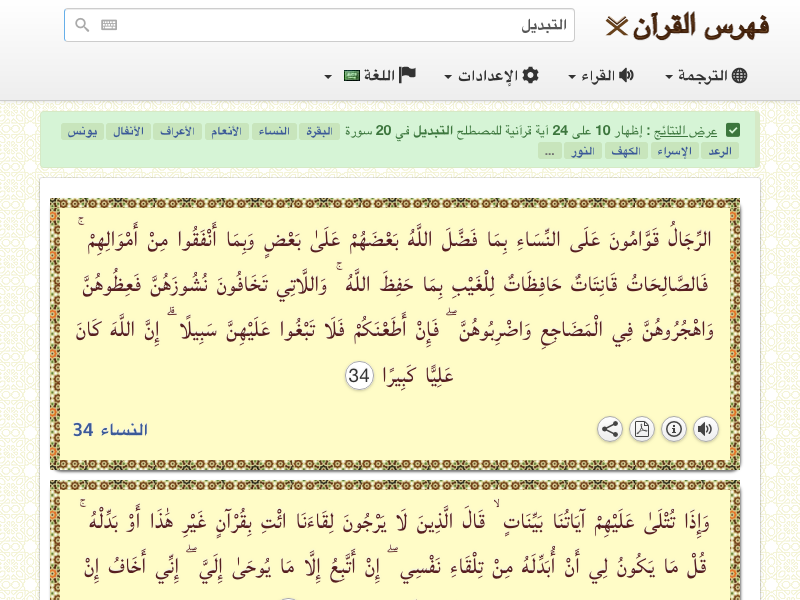 فهرس القرآن
التبديل
الترجمة
القراء
الإعدادات
اللغة
عرض النتائج : إظهار 10 على 24 آية قرآنية للمصطلح التبديل في 20 سورة البقرة النساء الأنعام الأعراف الأنفال يونس
الرعد الإسراء الكهف النور ...
الرِّجَالُ قَوَّامُونَ عَلَى النِّسَاءِ بِمَا فَضَّلَ اللَّهُ بَعْضَهُمْ عَلَىٰ بَعْضٍ وَبِمَا أَنْفَقُوا مِنْ أَمْوَالِهِمْ ۚ
فَالصَّالِحَاتُ قَانِتَاتٌ حَافِظَاتٌ لِلْغَيْبِ بِمَا حَفِظَ اللَّهُ ۚ وَاللَّاتِي تَخَافُونَ نُشُوزَهُنَّ فَعِظُوهُنَّ
وَاهْجُرُوهُنَّ فِي الْمَضَاجِعِ وَاضْرِبُوهُنَّ ۖ فَإِنْ أَطَعْنَكُمْ فَلَا تَبْغُوا عَلَيْهِنَّ سَبِيلًا ۗ إِنَّ اللَّهَ كَانَ
عَلِيًّا كَبِيرًا 34
النساء 34
وَإِذَا تُتْلَىٰ عَلَيْهِمْ آيَاتُنَا بَيِّنَاتٍ ۙ قَالَ الَّذِينَ لَا يَرْجُونَ لِقَاءَنَا ائْتِ بِقُرْآنٍ غَيْرِ هَٰذَا أَوْ بَدِّلْهُ ۚ
قُلْ مَا يَكُونُ لِي أَنْ أُبَدِّلَهُ مِنْ تِلْقَاءِ نَفْسِي ۖ إِنْ أَتَّبِعُ إِلَّا مَا يُوحَىٰ إِلَيَّ ۖ إِنِّي أَخَافُ إِنْ